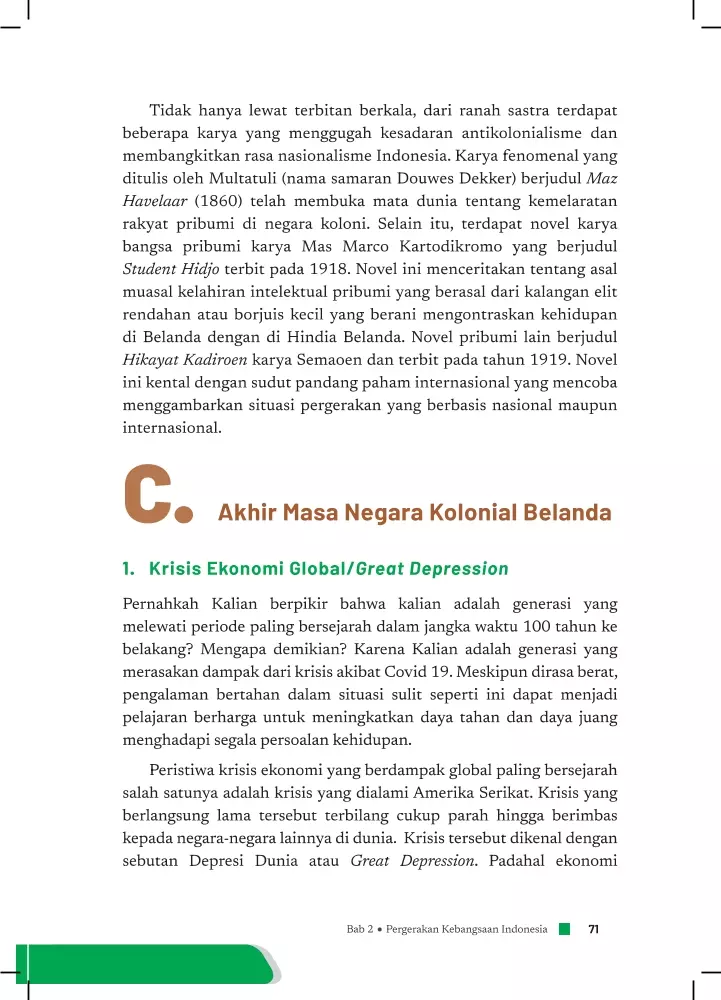 Tidak hanya lewat terbitan berkala, dari ranah sastra terdapat
beberapa karya yang menggugah kesadaran antikolonialisme dan
membangkitkan rasa nasionalisme Indonesia. Karya fenomenal yang
ditulis oleh Multatuli (nama samaran Douwes Dekker) berjudul Maz
Havelaar (1860) telah membuka mata dunia tentang kemelaratan
rakyat pribumi di negara koloni. Selain itu, terdapat novel karya
bangsa pribumi karya Mas Marco Kartodikromo yang berjudul
Student Hidjo terbit pada 1918. Novel ini menceritakan tentang asal
muasal kelahiran intelektual pribumi yang berasal dari kalangan elit
rendahan atau borjuis kecil yang berani mengontraskan kehidupan
di Belanda dengan di Hindia Belanda. Novel pribumi lain berjudul
Hikayat Kadiroen karya Semaoen dan terbit pada tahun 1919. Novel
ini kental dengan sudut pandang paham internasional yang mencoba
menggambarkan situasi pergerakan yang berbasis nasional maupun
internasional.
C. Akhir Masa Negara Kolonial Belanda
1. Krisis Ekonomi Global/Great Depression
Pernahkah Kalian berpikir bahwa kalian adalah generasi yang
melewati periode paling bersejarah dalam jangka waktu 100 tahun ke
belakang? Mengapa demikian? Karena Kalian adalah generasi yang
merasakan dampak dari krisis akibat Covid 19. Meskipun dirasa berat,
pengalaman bertahan dalam situasi sulit seperti ini dapat menjadi
pelajaran berharga untuk meningkatkan daya tahan dan daya juang
menghadapi segala persoalan kehidupan.
Peristiwa krisis ekonomi yang berdampak global paling bersejarah
salah satunya adalah krisis yang dialami Amerika Serikat. Krisis yang
berlangsung lama tersebut terbilang cukup parah hingga berimbas
kepada negara-negara lainnya di dunia. Krisis tersebut dikenal dengan
sebutan Depresi Dunia atau Great Depression. Padahal ekonomi
Bab 2 • Pergerakan Kebangsaan Indonesia 71